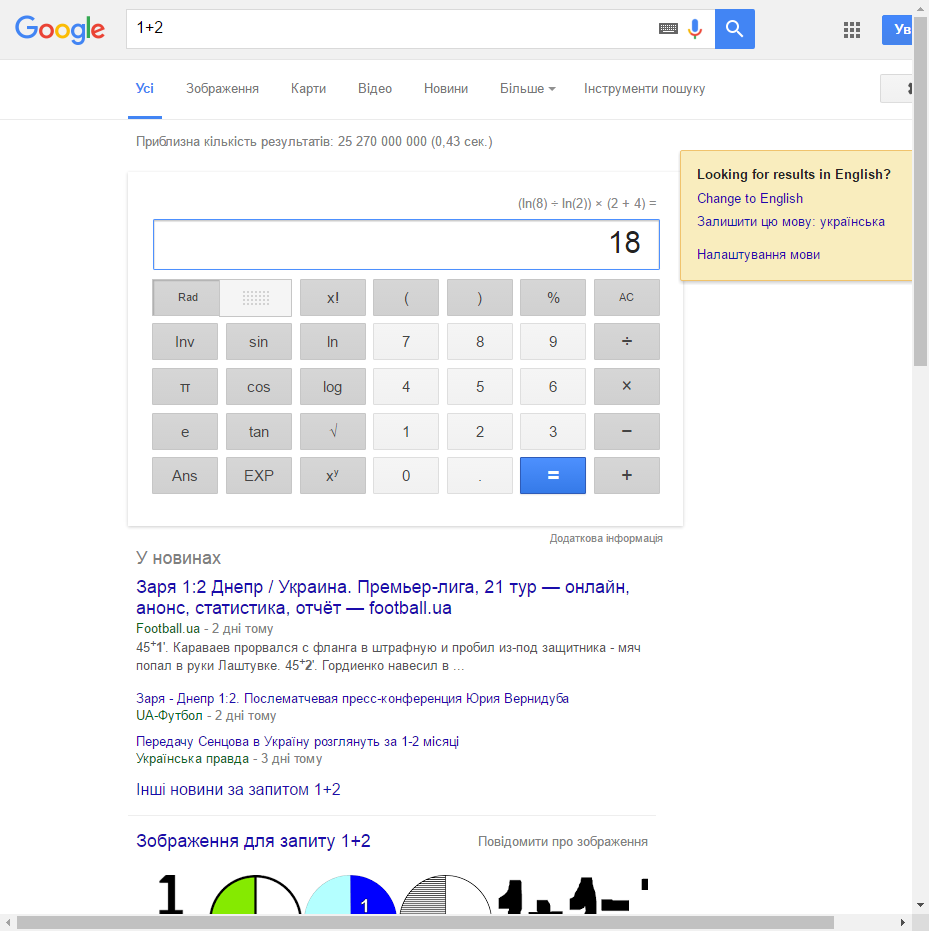 Google
1+2
Ув
Усі Зображення Карти Відео Новини Більше Інструменти пошуку
Приблизна кількість результатів: 25 270 000 000 (0,43 сек.)
Looking for results in English?
Change to English
Залишити цю мову: українська
Налаштування мови
(ln(8) ÷ ln(2)) × (2 + 4) =
18
Rad x! ( ) % AC
Inv sin ln 7 8 9 ÷
π cos log 4 5 6 ×
e tan √ 1 2 3 −
Ans EXP xʸ 0 . = +
Додаткова інформація
У новинах
Заря 1:2 Днепр / Украина. Премьер-лига, 21 тур — онлайн,
анонс, статистика, отчёт — football.ua
Football.ua - 2 дні тому
45⁺1'. Караваев прорвался с фланга в штрафную и пробил из-под защитника - мяч
попал в руки Лаштувке. 45⁺2'. Гордиенко навесил в ...
Заря - Днепр 1:2. Послематчевая пресс-конференция Юрия Вернидуба
UA-Футбол - 2 дні тому
Передачу Сенцова в Україну розглянуть за 1-2 місяці
Українська правда - 3 дні тому
Інші новини за запитом 1+2
Зображення для запиту 1+2 Повідомити про зображення
1
1